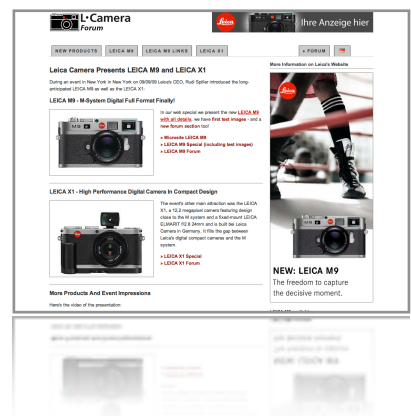 L·Camera
Forum
Leica
Ihre Anzeige hier
NEW PRODUCTS
LEICA M9
LEICA M9 LINKS
LEICA X1
» FORUM
Leica Camera Presents LEICA M9 and LEICA X1
During an event in New York in New York on 09/09/09 Leica's CEO, Rudi Spiller introduced the long-
anticipated LEICA M9 as well as the LEICA X1:
LEICA M9 - M-System Digital Full Format Finally!
In our web special we present the new LEICA M9
with all details, we have first test images - and a
new forum section too!
» Microsite LEICA M9
» LEICA M9 Special (including test images)
» LEICA M9 Forum
LEICA X1 - High Performance Digital Camera In Compact Design
The event's other main attraction was the LEICA
X1, a 12,2 megapixel camera featuring design
close to the M system and a fixed-mount LEICA
ELMARIT f/2.8 24mm and is built bei Leica
Camera in Germany. It fills the gap between
Leica's digital compact cameras and the M
system.
» LEICA X1 Special
» LEICA X1 Forum
More Products And Event Impressions
Here's the video of the presentation:
More Information on Leica's Website
Leica
NEW: LEICA M9
The freedom to capture
the decisive moment.